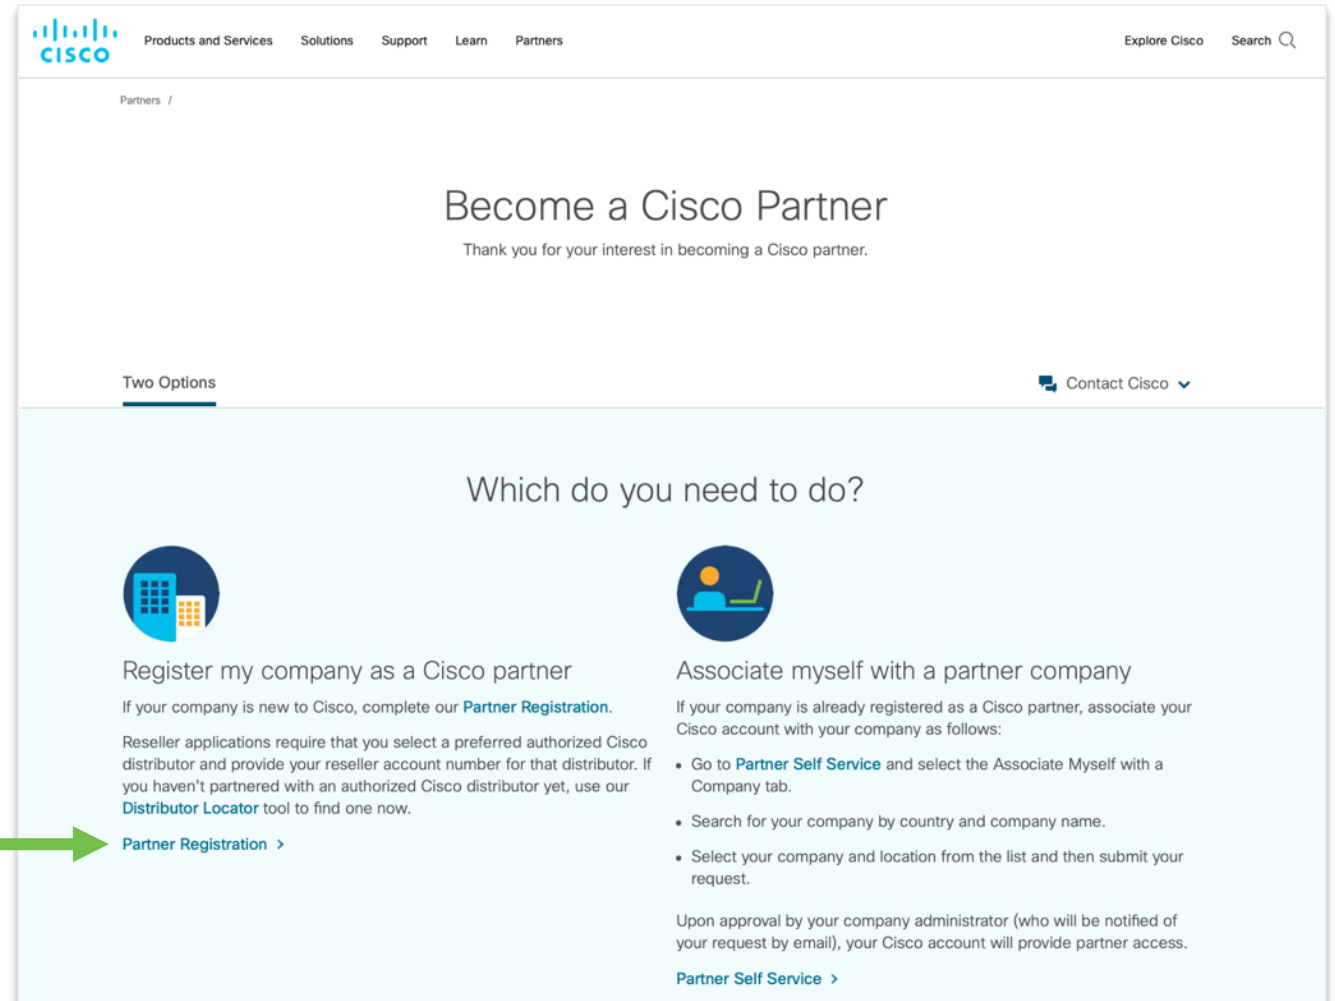 CISCO
Products and Services
Solutions
Support
Learn
Partners
Explore Cisco
Search
Partners /
Become a Cisco Partner
Thank you for your interest in becoming a Cisco partner.
Two Options
Contact Cisco
Which do you need to do?
Register my company as a Cisco partner
If your company is new to Cisco, complete our Partner Registration.
Reseller applications require that you select a preferred authorized Cisco
distributor and provide your reseller account number for that distributor. If
you haven't partnered with an authorized Cisco distributor yet, use our
Distributor Locator tool to find one now.
Partner Registration >
Associate myself with a partner company
If your company is already registered as a Cisco partner, associate your
Cisco account with your company as follows:
• Go to Partner Self Service and select the Associate Myself with a
Company tab.
• Search for your company by country and company name.
• Select your company and location from the list and then submit your
request.
Upon approval by your company administrator (who will be notified of
your request by email), your Cisco account will provide partner access.
Partner Self Service >